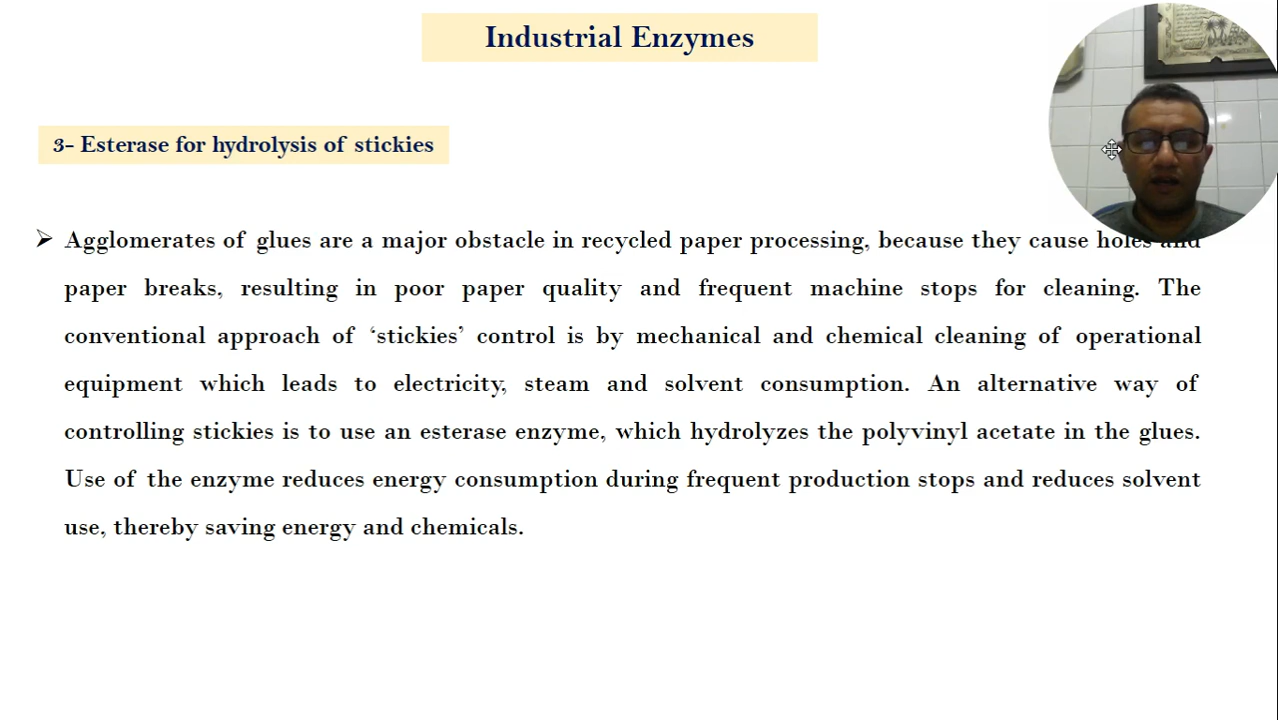 Industrial Enzymes
3- Esterase for hydrolysis of stickies
➢ Agglomerates of glues are a major obstacle in recycled paper processing, because they cause holes and
paper breaks, resulting in poor paper quality and frequent machine stops for cleaning. The
conventional approach of ‘stickies’ control is by mechanical and chemical cleaning of operational
equipment which leads to electricity, steam and solvent consumption. An alternative way of
controlling stickies is to use an esterase enzyme, which hydrolyzes the polyvinyl acetate in the glues.
Use of the enzyme reduces energy consumption during frequent production stops and reduces solvent
use, thereby saving energy and chemicals.